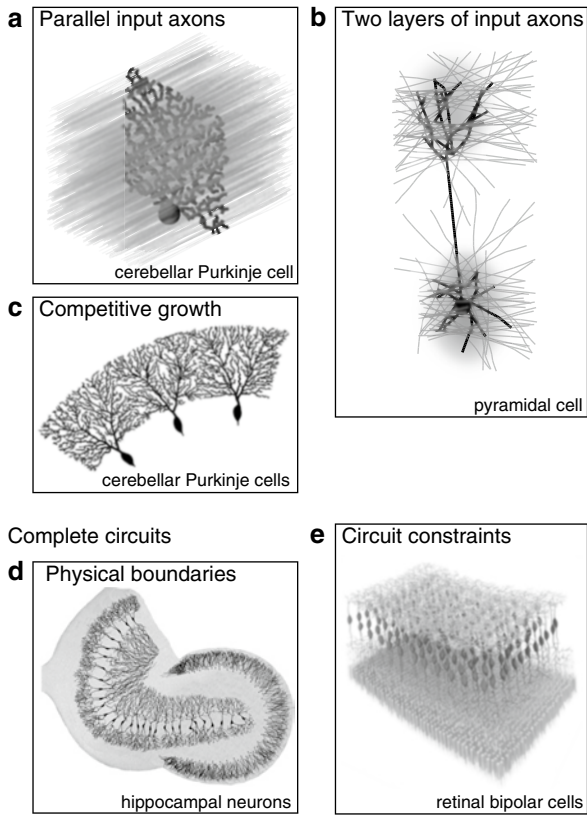 a Parallel input axons
cerebellar Purkinje cell
b Two layers of input axons
pyramidal cell
c Competitive growth
cerebellar Purkinje cells
Complete circuits
d Physical boundaries
hippocampal neurons
e Circuit constraints
retinal bipolar cells